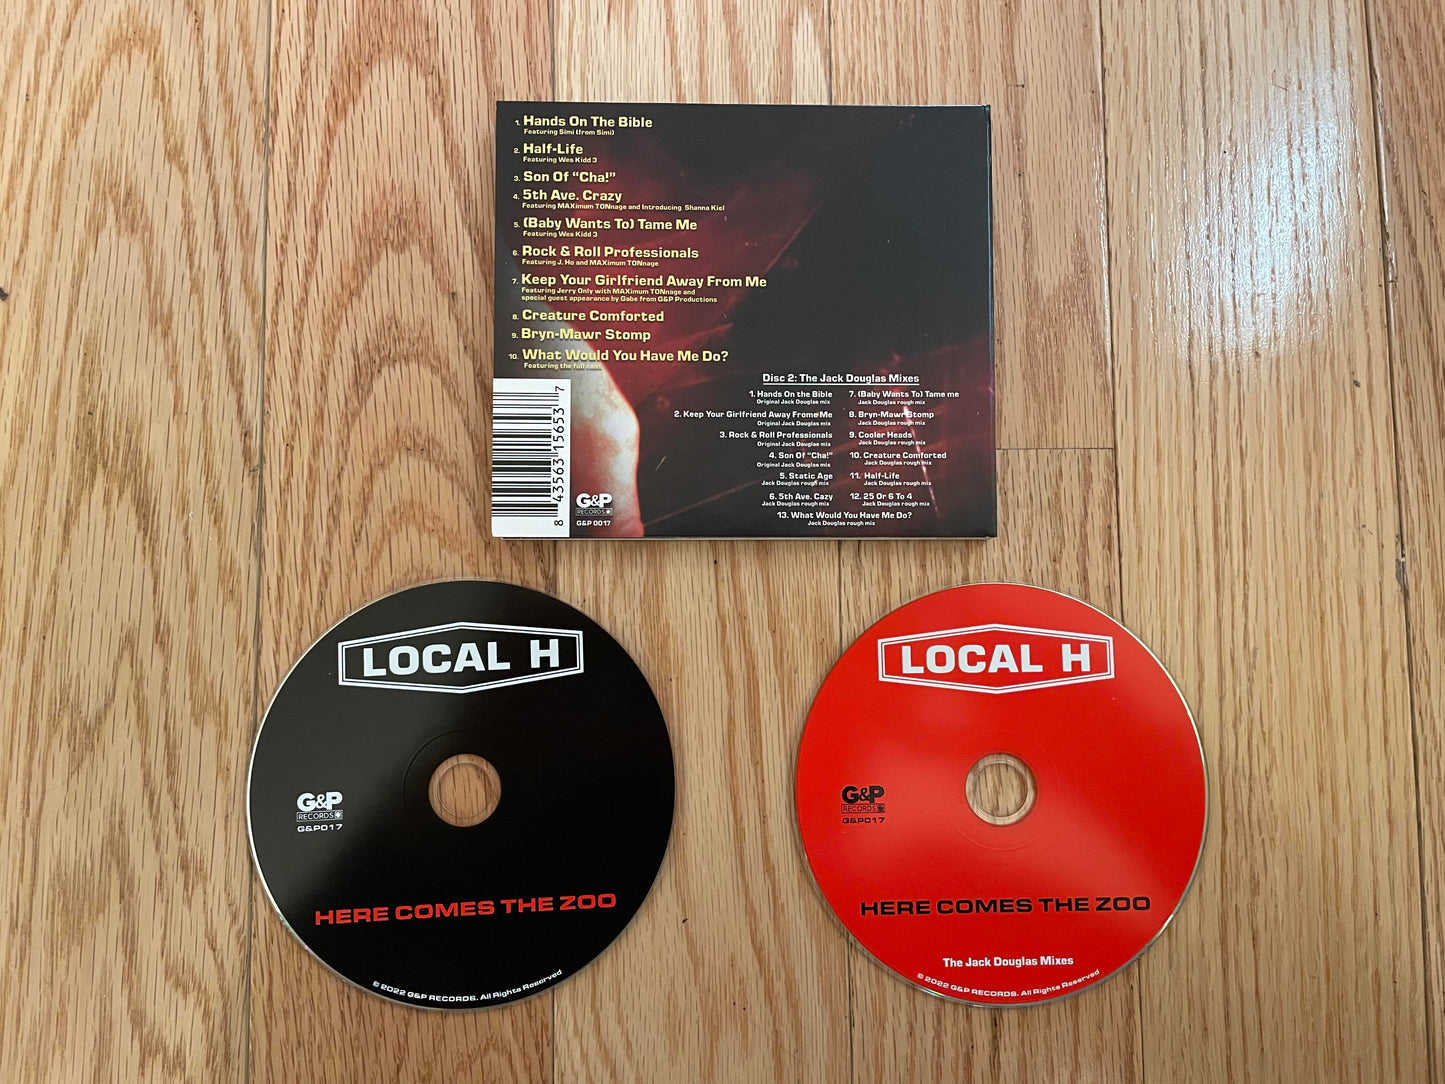 1. Hands On The Bible
Featuring Simi (from Simi)
2. Half-Life
Featuring Wes Kidd 3
3. Son Of “Cha!”
4. 5th Ave. Crazy
Featuring MAXimum TONnage and Introducing Shanna Kiel
5. (Baby Wants To) Tame Me
Featuring Wes Kidd 3
6. Rock & Roll Professionals
Featuring J. Ho and MAXimum TONnage
7. Keep Your Girlfriend Away From Me
Featuring Jerry Only with MAXimum TONnage and
special guest appearance by Gabe from G&P Productions
8. Creature Comforted
9. Bryn-Mawr Stomp
10. What Would You Have Me Do?
Featuring the full cast
8 43563 15653 7
G&P
RECORDS
G&P 0017
Disc 2: The Jack Douglas Mixes
1. Hands On the Bible
Original Jack Douglas mix
2. Keep Your Girlfriend Away Frome Me
Original Jack Douglas mix
3. Rock & Roll Professionals
Original Jack Douglas mix
4. Son Of “Cha!”
Original Jack Douglas mix
5. Static Age
Jack Douglas rough mix
6. 5th Ave. Cazy
Jack Douglas rough mix
7. (Baby Wants To) Tame me
Jack Douglas rough mix
8. Bryn-Mawr Stomp
Jack Douglas rough mix
9. Cooler Heads
Jack Douglas rough mix
10. Creature Comforted
Jack Douglas rough mix
11. Half-Life
Jack Douglas rough mix
12. 25 Or 6 To 4
Jack Douglas rough mix
13. What Would You Have Me Do?
Jack Douglas rough mix
LOCAL H
G&P
RECORDS
G&P017
HERE COMES THE ZOO
© 2022 G&P RECORDS. All Rights Reserved
LOCAL H
G&P
RECORDS
G&P017
HERE COMES THE ZOO
The Jack Douglas Mixes
© 2022 G&P RECORDS. All Rights Reserved